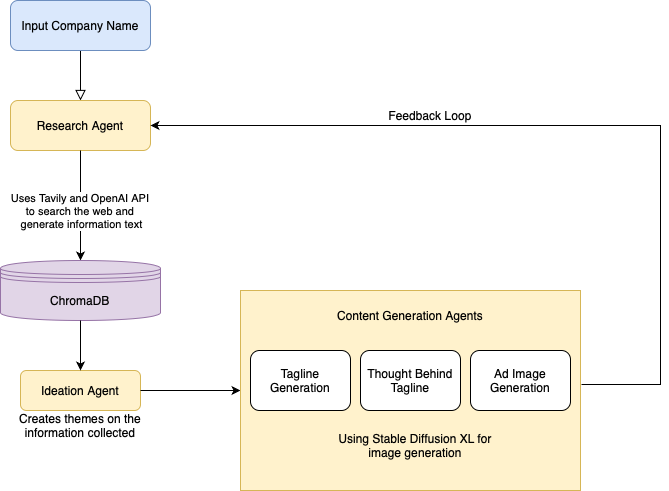 Input Company Name
Research Agent
Feedback Loop
Uses Tavily and OpenAI API
to search the web and
generate information text
ChromaDB
Content Generation Agents
Tagline
Generation
Thought Behind
Tagline
Ad Image
Generation
Ideation Agent
Creates themes on the
information collected
Using Stable Diffusion XL for
image generation